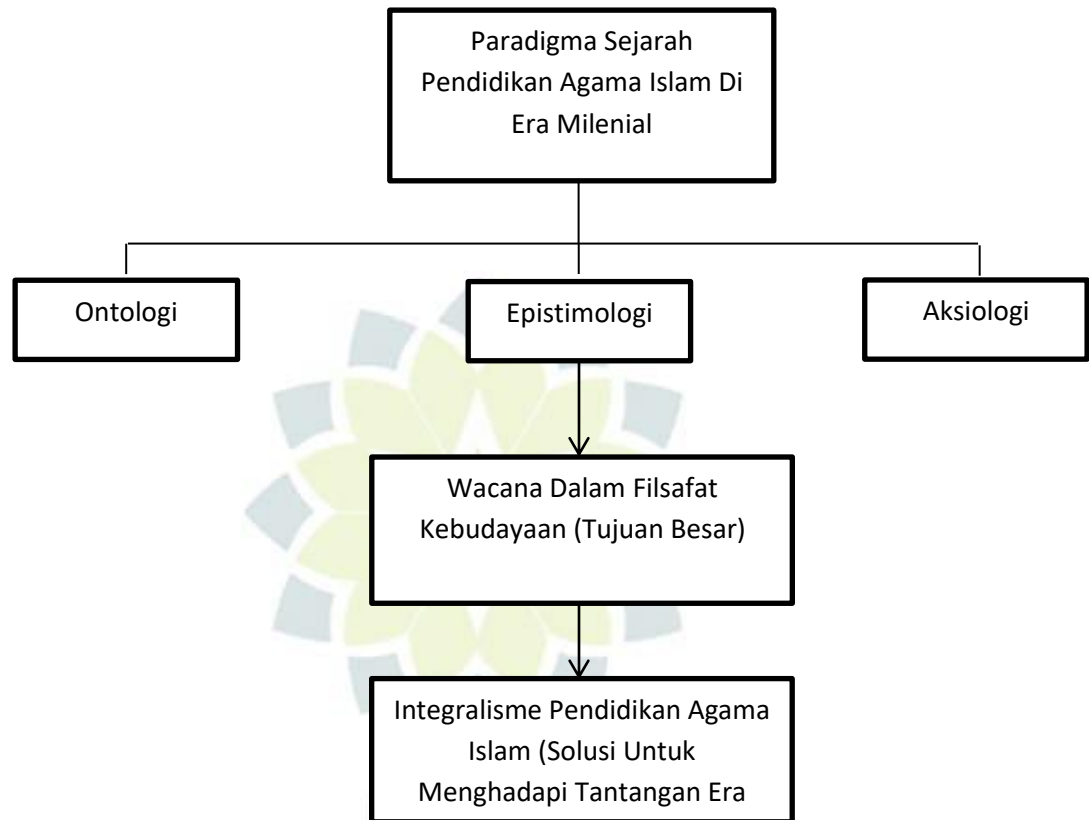 Paradigma Sejarah
Pendidikan Agama Islam Di
Era Milenial
Ontologi
Epistimologi
Aksiologi
Wacana Dalam Filsafat
Kebudayaan (Tujuan Besar)
Integralisme Pendidikan Agama
Islam (Solusi Untuk
Menghadapi Tantangan Era